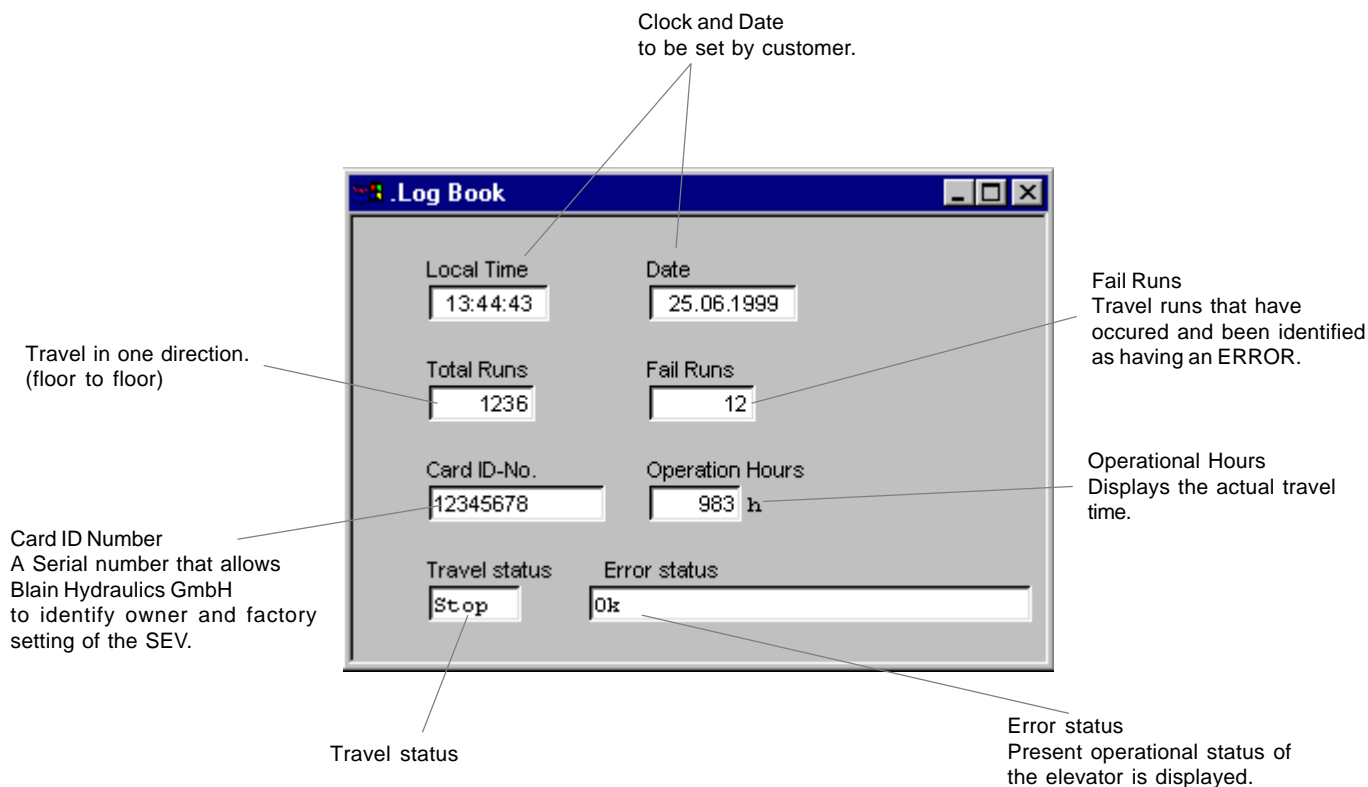 Clock and Date
to be set by customer.
.Log Book
Local Time
Date
13:44:43
25.06.1999
Fail Runs
Travel runs that have
occured and been identified
as having an ERROR.
Travel in one direction.
(floor to floor)
Total Runs
Fail Runs
1236
12
Card ID-No.
Operation Hours
12345678
983 h
Operational Hours
Displays the actual travel
time.
Card ID Number
A Serial number that allows
Blain Hydraulics GmbH
to identify owner and factory
setting of the SEV.
Travel status
Error status
Stop
Ok
Travel status
Error status
Present operational status of
the elevator is displayed.